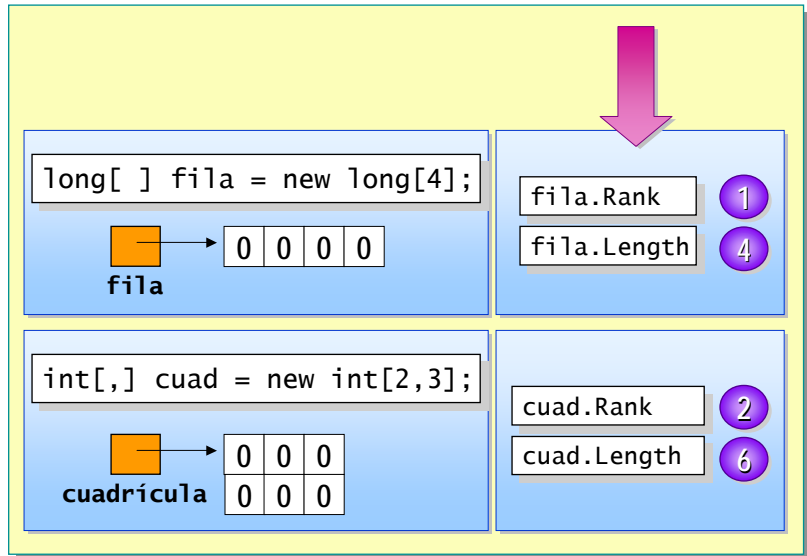 long[ ] fila = new long[4];
0 0 0 0
fila
fila.Rank 1
fila.Length 4
int[,] cuad = new int[2,3];
0 0 0
0 0 0
cuadrícula
cuad.Rank 2
cuad.Length 6